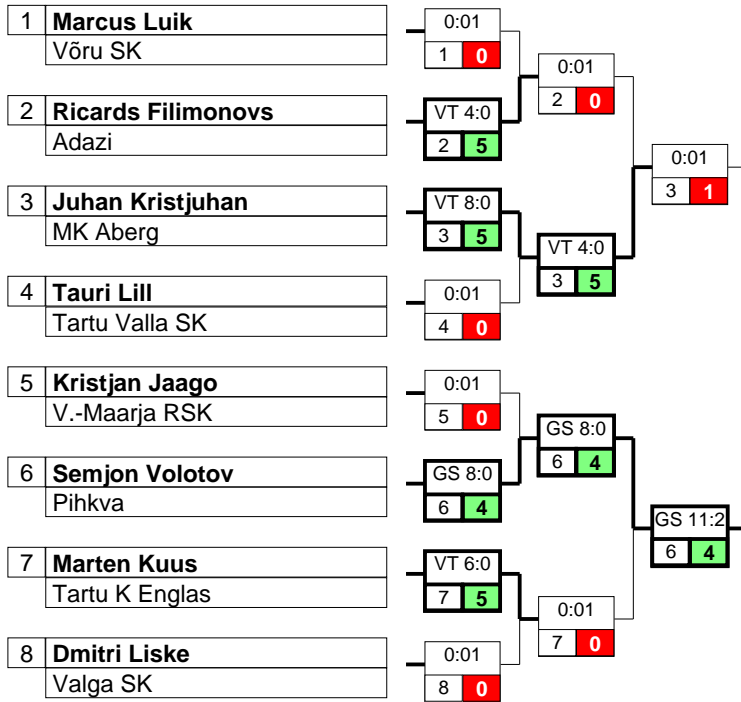 1 Marcus Luik
Võru SK
0:01
1 0
0:01
2 0
2 Ricards Filimonovs
Adazi
VT 4:0
2 5
0:01
3 1
3 Juhan Kristjuhan
MK Aberg
VT 8:0
3 5
VT 4:0
3 5
4 Tauri Lill
Tartu Valla SK
0:01
4 0
5 Kristjan Jaago
V.-Maarja RSK
0:01
5 0
GS 8:0
6 4
6 Semjon Volotov
Pihkva
GS 8:0
6 4
GS 11:2
6 4
7 Marten Kuus
Tartu K Englas
VT 6:0
7 5
0:01
7 0
8 Dmitri Liske
Valga SK
0:01
8 0